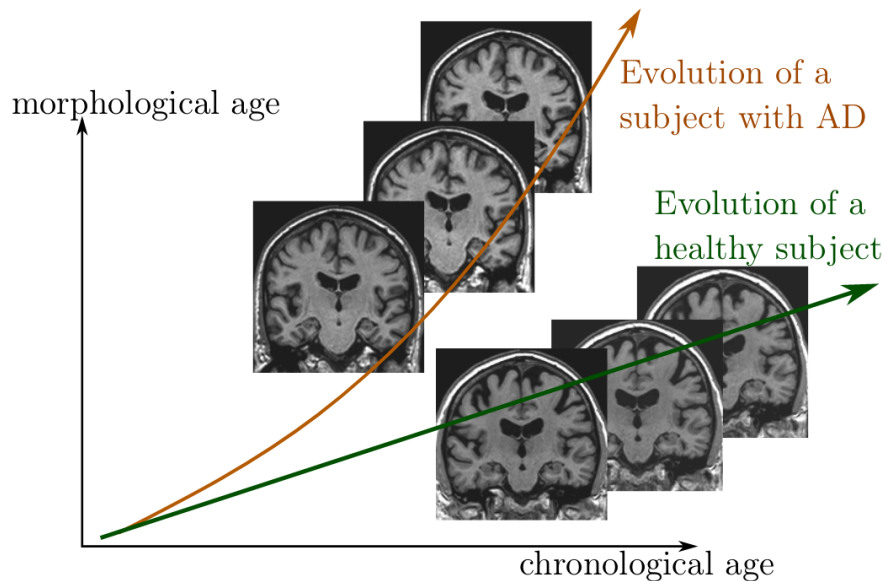 Evolution of a
subject with AD
morphological age
Evolution of a
healthy subject
chronological age